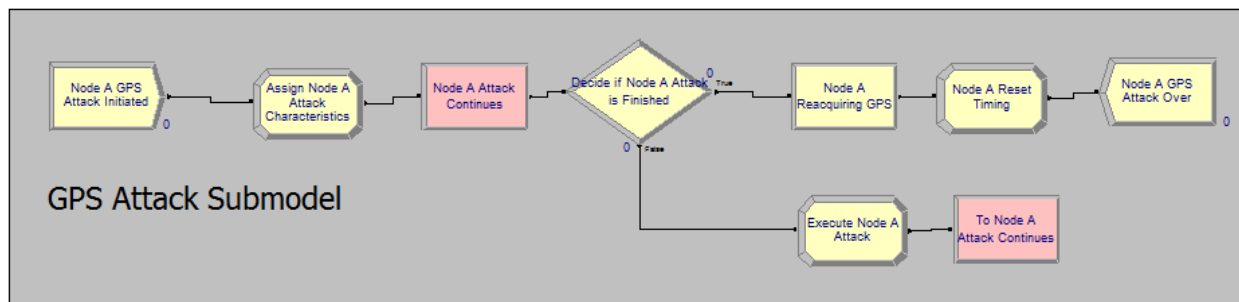 Node A GPS
Attack Initiated
0
Assign Node A
Attack
Characteristics
Node A Attack
Continues
Decide if Node A Attack
is Finished
0
True
0
False
Node A
Reacquiring GPS
Node A Reset
Timing
Node A GPS
Attack Over
0
Execute Node A
Attack
To Node A
Attack Continues
GPS Attack Submodel